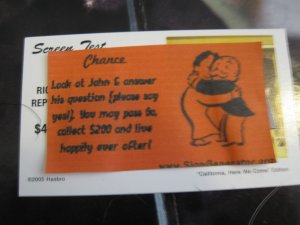 Screen Test
Chance
RI
REP
$4
Look at John & answer
his question (please say
yes!). You may pass Go,
collect $200 and live
happily ever after!
www.SignGenerator.org
©2005 Hasbro
"California, Here We Come" Edition